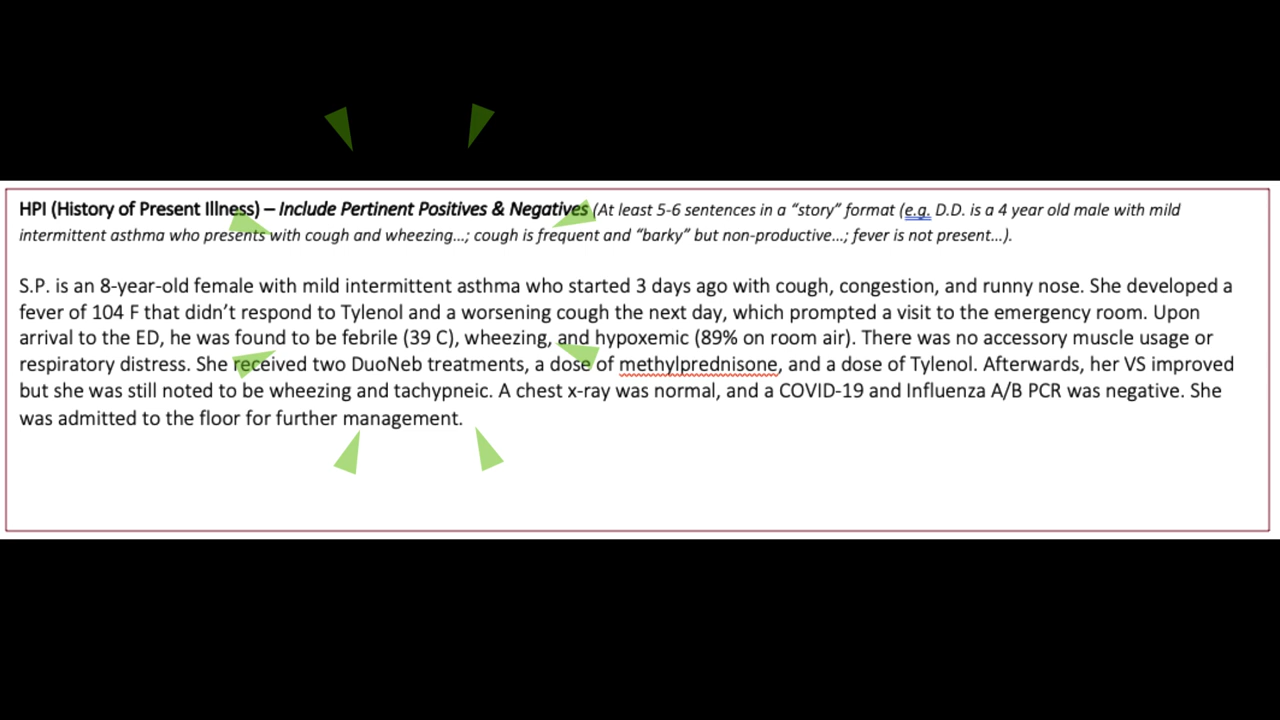 HPI (History of Present Illness) – Include Pertinent Positives & Negatives (At least 5-6 sentences in a “story” format (e.g. D.D. is a 4 year old male with mild
intermittent asthma who presents with cough and wheezing…; cough is frequent and “barky” but non-productive…; fever is not present…).
S.P. is an 8-year-old female with mild intermittent asthma who started 3 days ago with cough, congestion, and runny nose. She developed a
fever of 104 F that didn’t respond to Tylenol and a worsening cough the next day, which prompted a visit to the emergency room. Upon
arrival to the ED, he was found to be febrile (39 C), wheezing, and hypoxemic (89% on room air). There was no accessory muscle usage or
respiratory distress. She received two DuoNeb treatments, a dose of methylprednisone, and a dose of Tylenol. Afterwards, her VS improved
but she was still noted to be wheezing and tachypneic. A chest x-ray was normal, and a COVID-19 and Influenza A/B PCR was negative. She
was admitted to the floor for further management.